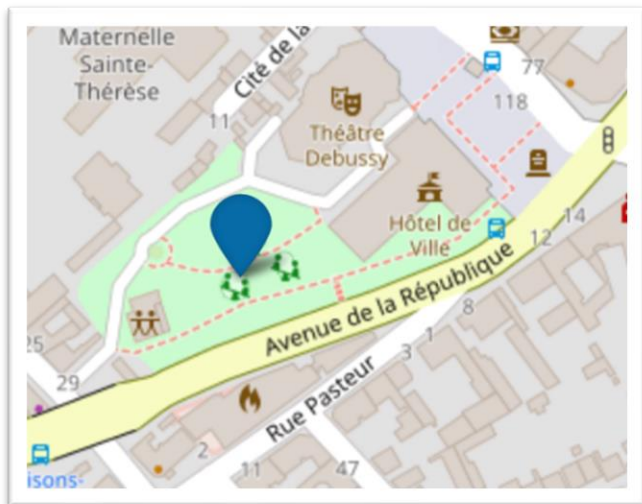 Maternelle
Sainte-
Thérèse
Cité de la
77
118
11
Théâtre
Debussy
Hôtel de
Ville
14
12
Avenue de la République
8
1
3
Rue Pasteur
25
29
2
11
47
isons-